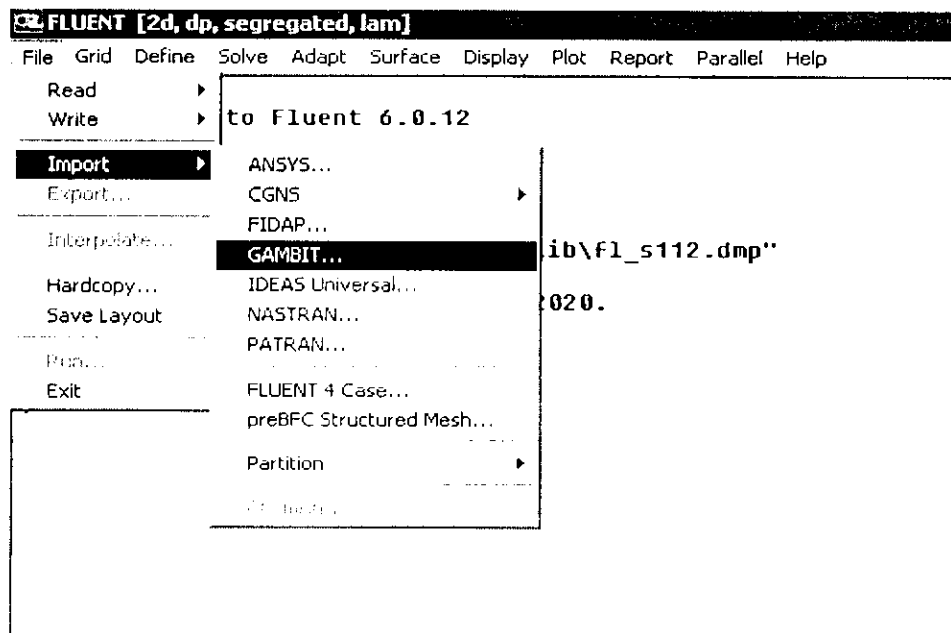 FLUENT [2d, dp, segregated, lam]
File Grid Define Solve Adapt Surface Display Plot Report Parallel Help
Read
Write
to Fluent 6.0.12
Import
Export...
Interpolate...
Hardcopy...
Save Layout
Run...
Exit
ANSYS...
CGNS
FIDAP...
GAMBIT...
IDEAS Universal...
NASTRAN...
PATRAN...
FLUENT 4 Case...
preBFC Structured Mesh...
Partition
ib\fl_s112.dmp"
020.